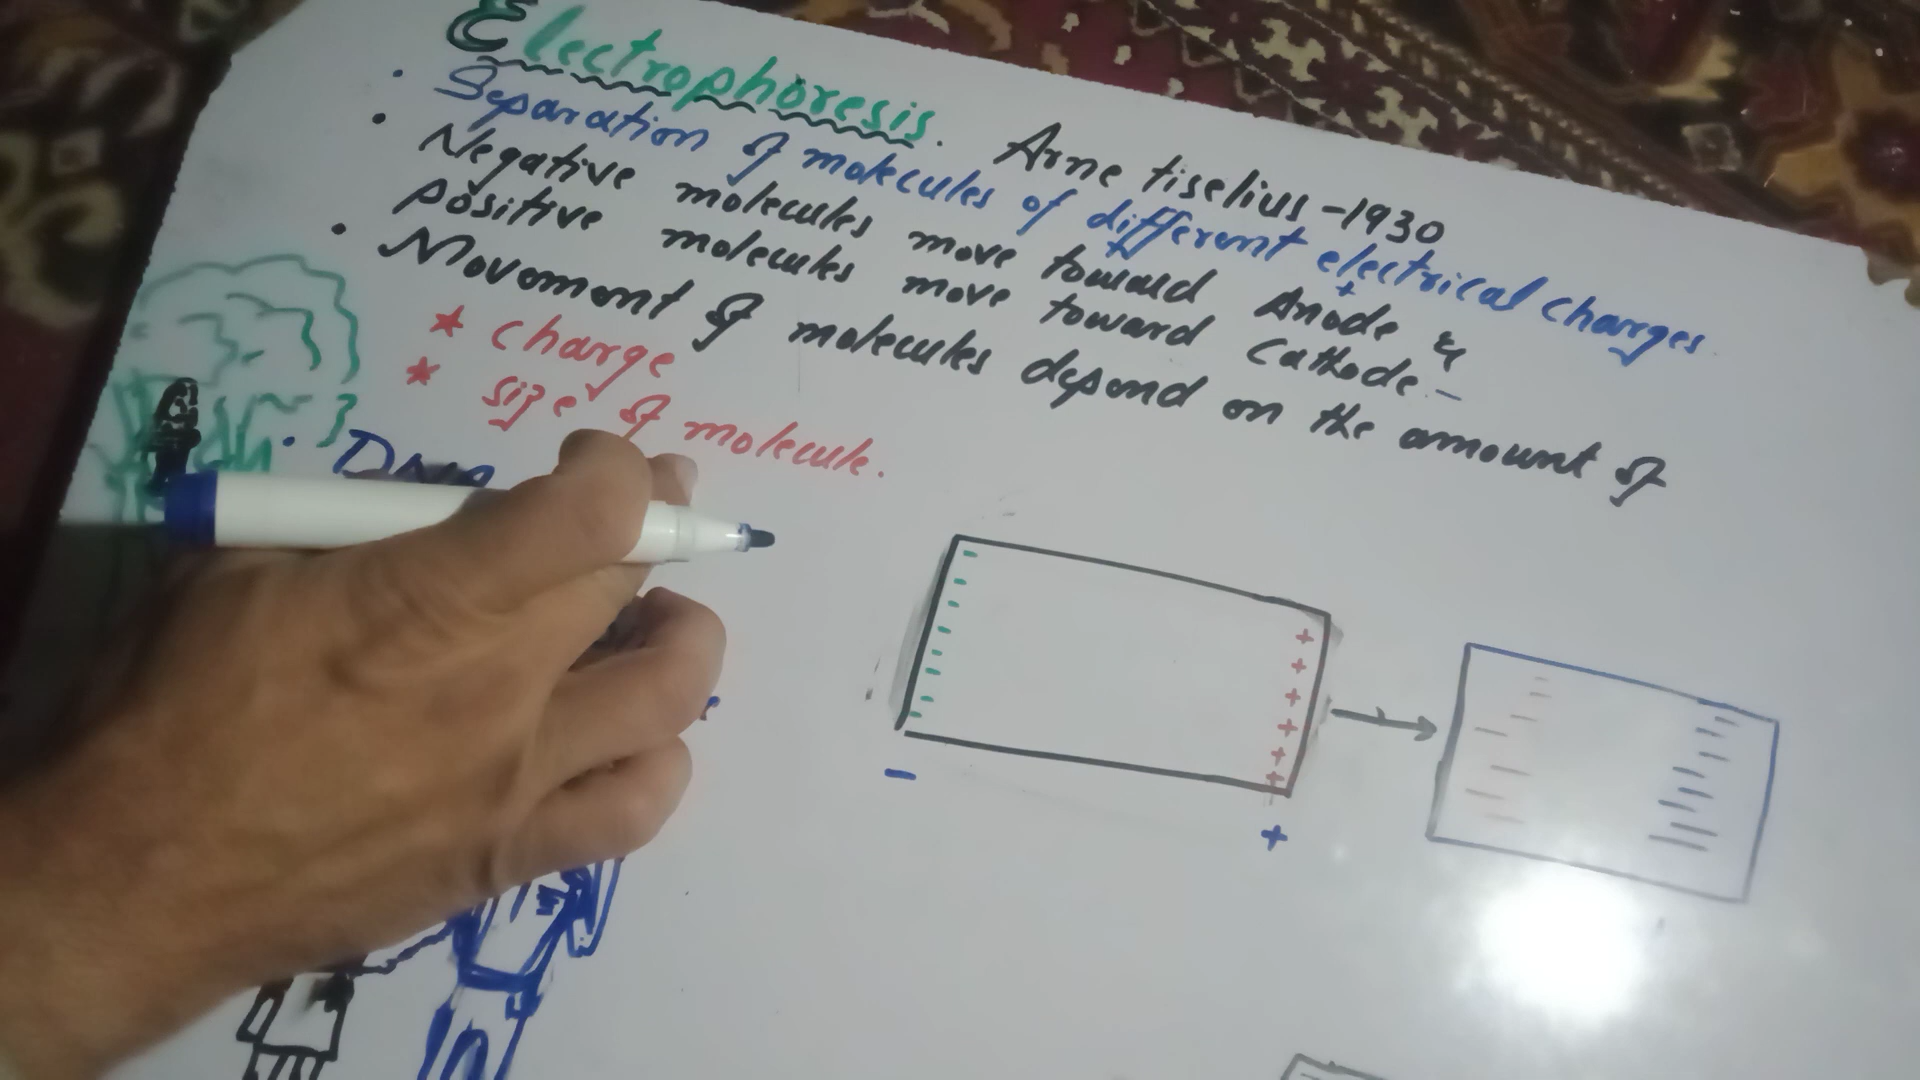 Electrophoresis. Arne tiselius -1930
• Separation of molecules of different electrical charges.
• Negative molecules move toward Anode &
+ +
positive molecules move toward Cathode. -
• Movement of molecules depend on the amount of
* charge
* size of molecule.
• DNA
- +